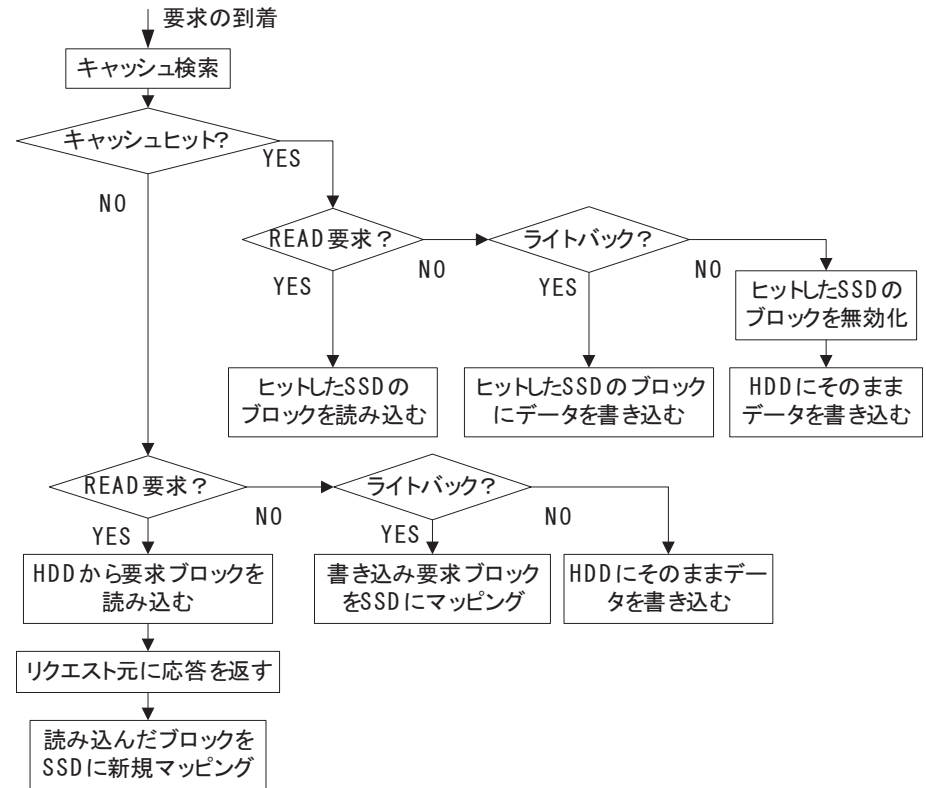 要求の到着
キャッシュ検索
キャッシュヒット?
YES
NO
READ要求?
NO
ライトバック?
NO
YES
YES
ヒットしたSSDの
ブロックを無効化
ヒットしたSSDの
ブロックを読み込む
ヒットしたSSDのブロック
にデータを書き込む
HDDにそのまま
データを書き込む
READ要求?
NO
ライトバック?
NO
YES
YES
HDDから要求ブロックを
読み込む
書き込み要求ブロック
をSSDにマッピング
HDDにそのままデー
タを書き込む
リクエスト元に応答を返す
読み込んだブロックを
SSDに新規マッピング